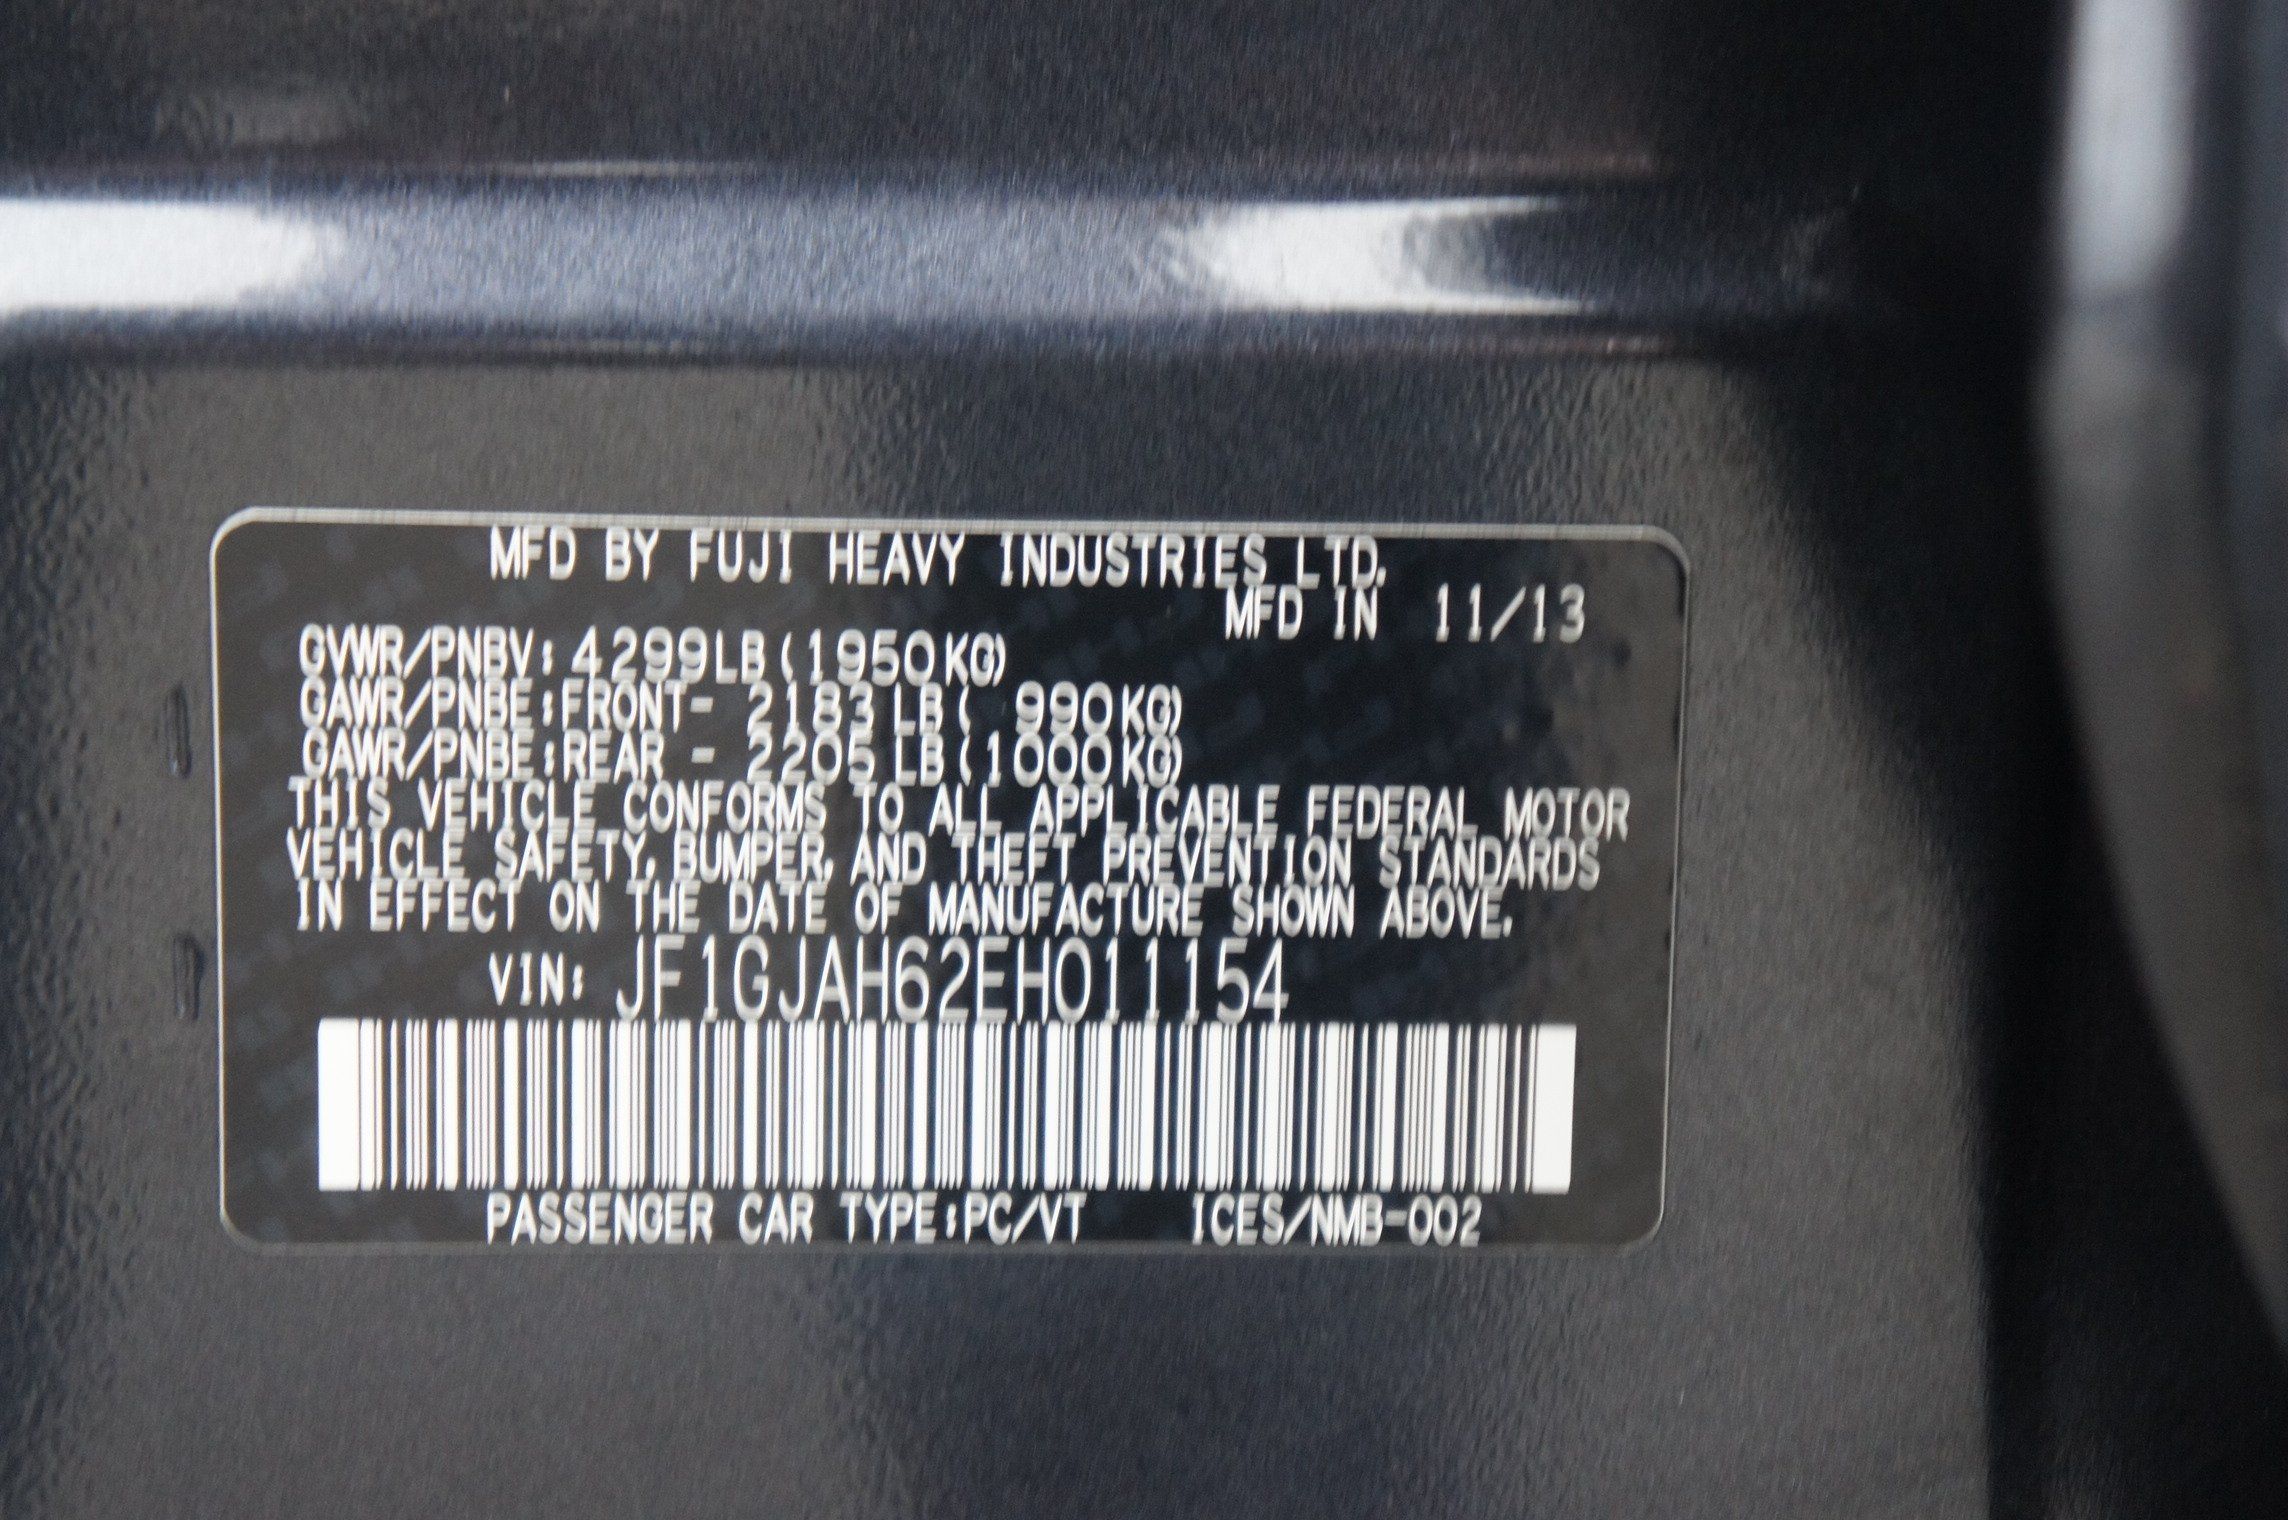 MFD BY FUJI HEAVY INDUSTRIES LTD.
MFD IN 11/13
GVWR/PNBV: 4299LB(1950KG)
GAWR/PNBE:FRONT- 2183LB( 990KG)
GAWR/PNBE:REAR - 2205LB(1000KG)
THIS VEHICLE CONFORMS TO ALL APPLICABLE FEDERAL MOTOR
VEHICLE SAFETY, BUMPER, AND THEFT PREVENTION STANDARDS
IN EFFECT ON THE DATE OF MANUFACTURE SHOWN ABOVE.
VIN: JF1GJAH62EH011154
PASSENGER CAR TYPE:PC/VT ICES/NMB-002